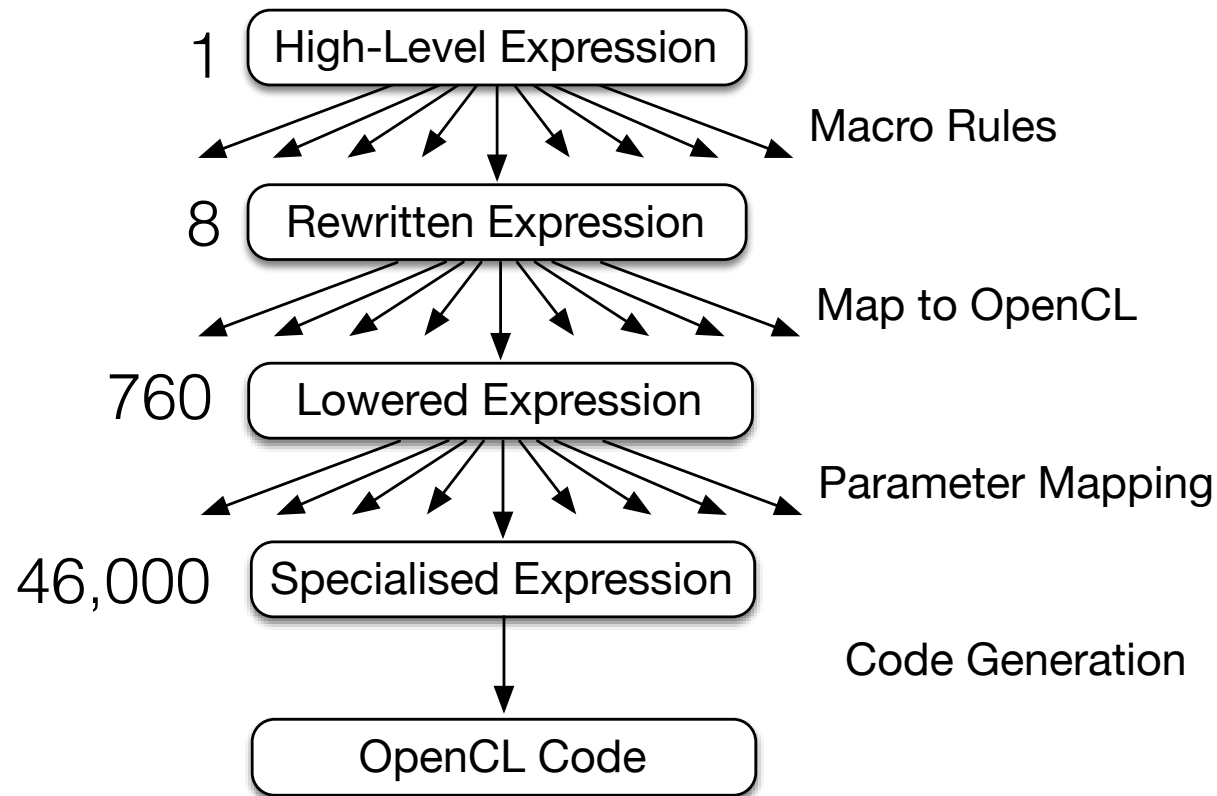 1
High-Level Expression
Macro Rules
8
Rewritten Expression
Map to OpenCL
760
Lowered Expression
Parameter Mapping
46,000
Specialised Expression
Code Generation
OpenCL Code